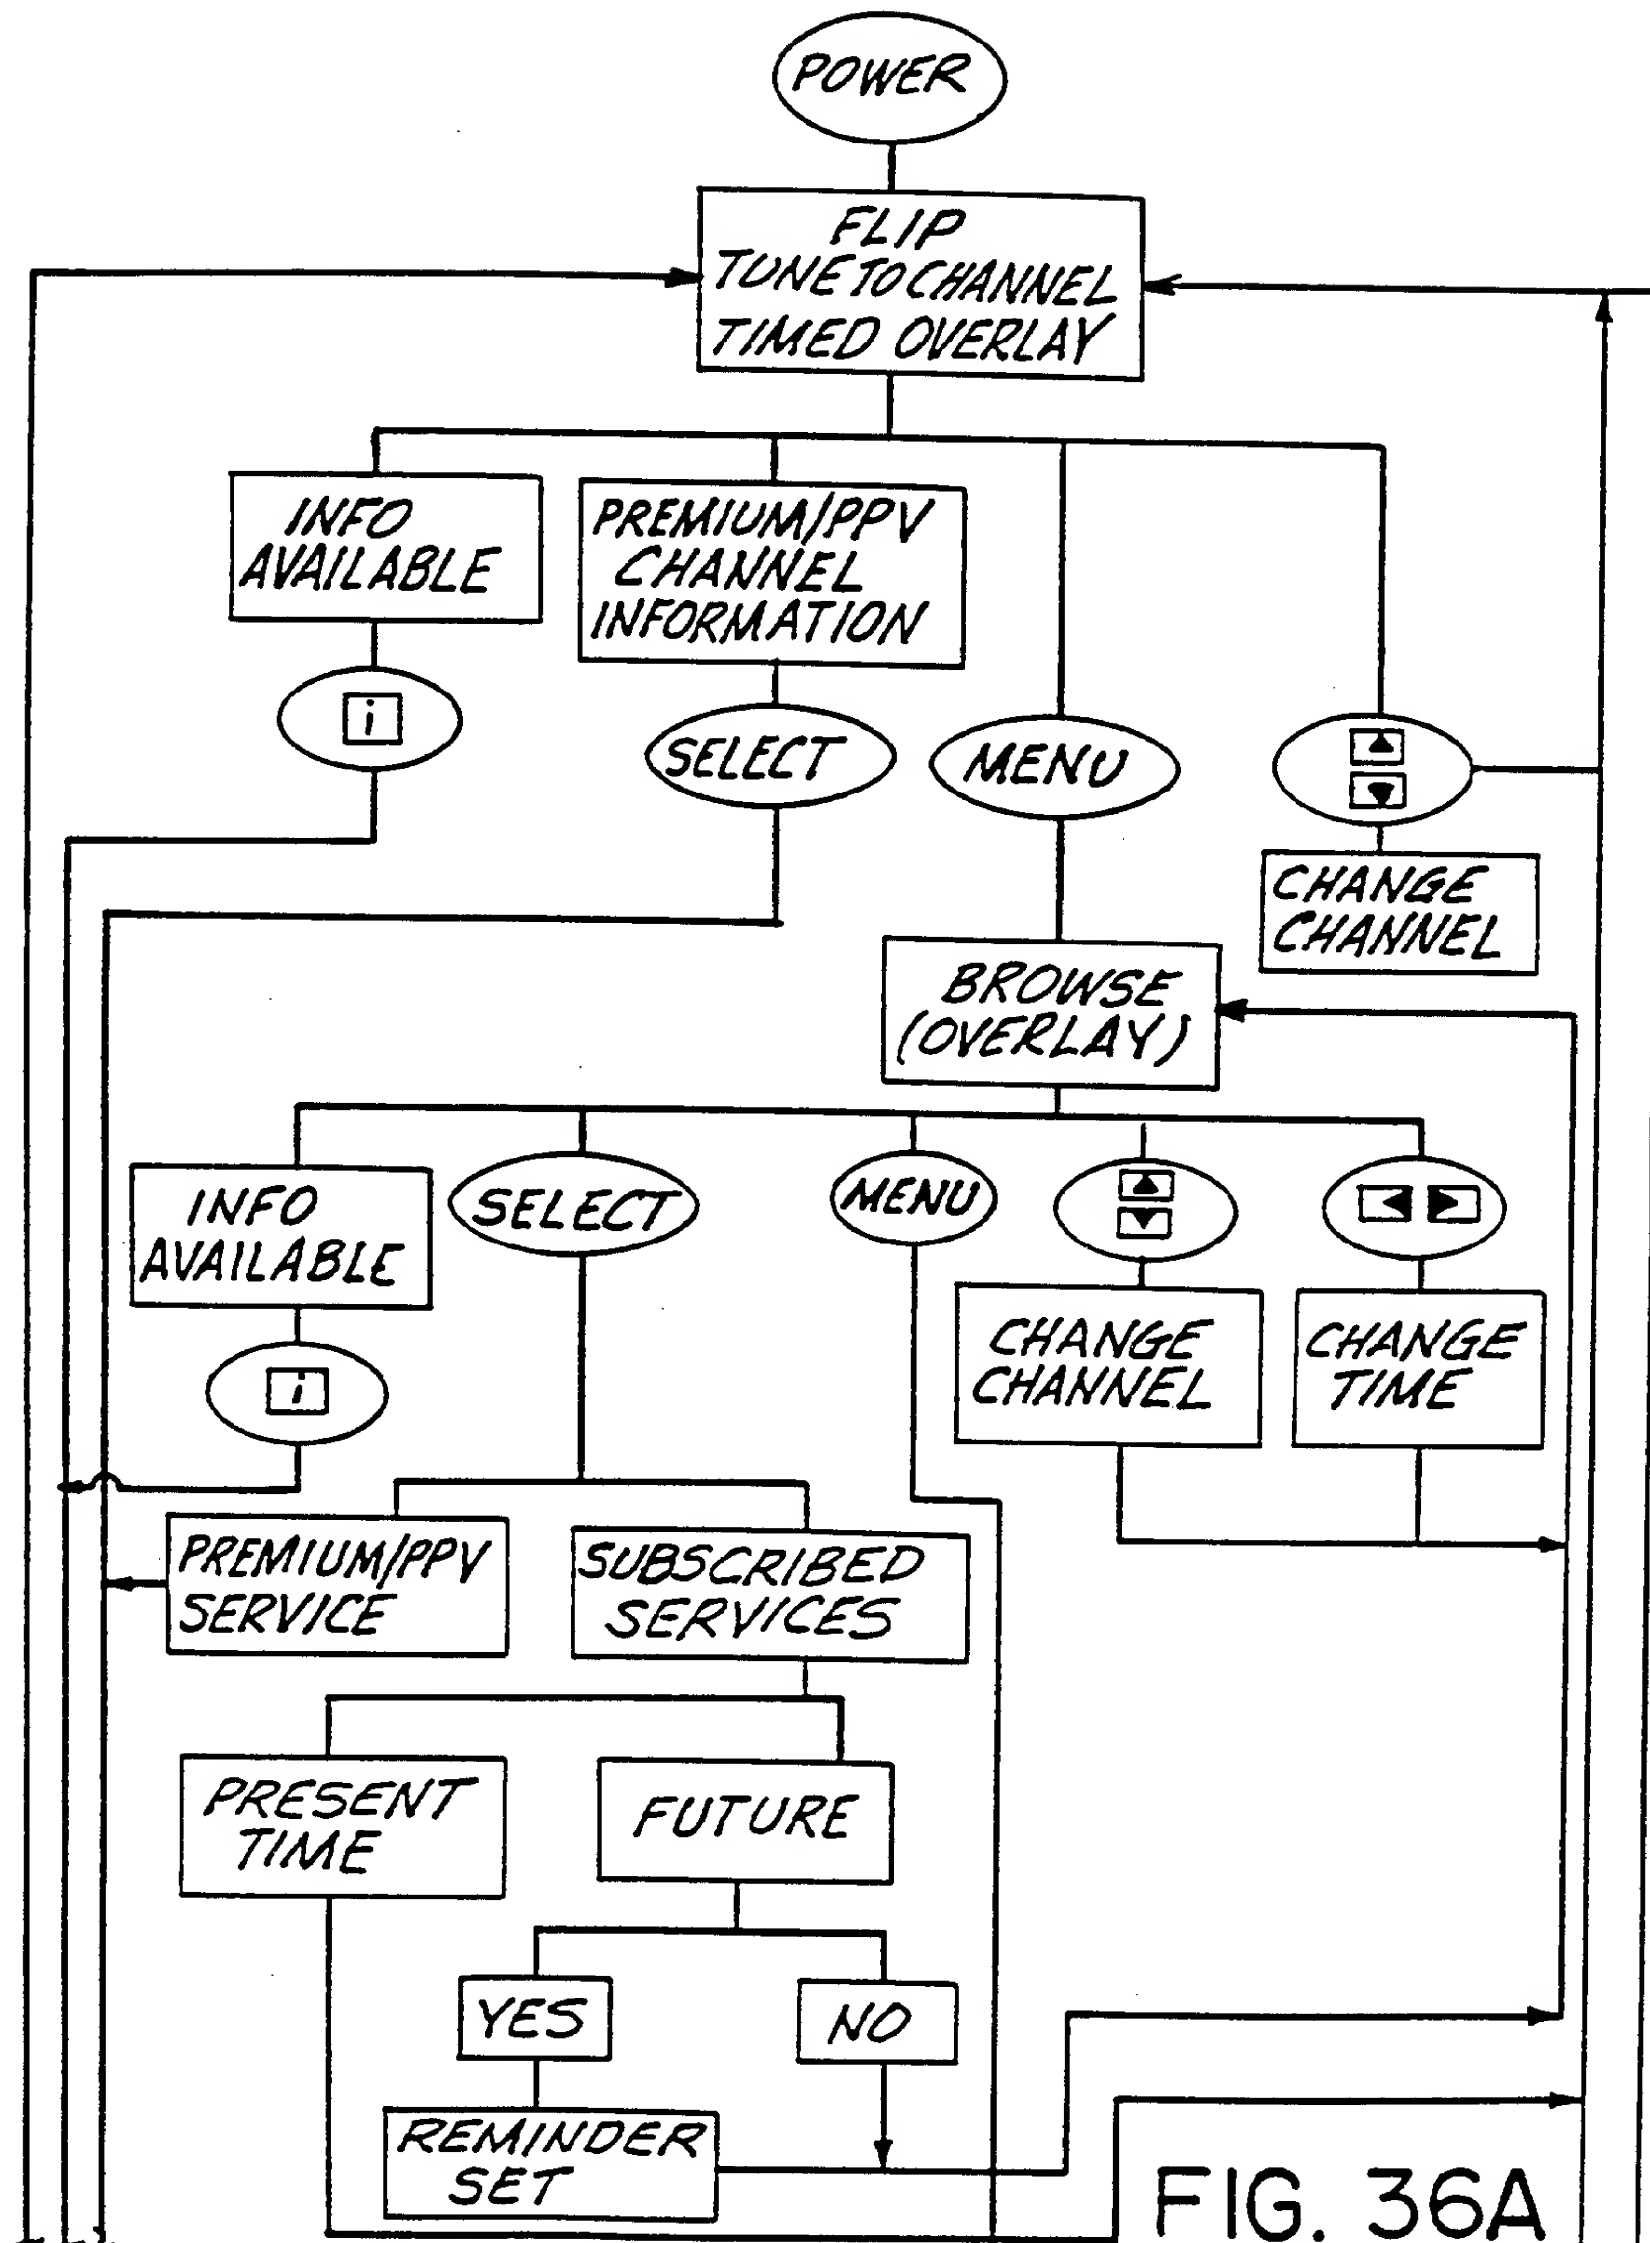 POWER
FLIP
TUNE TO CHANNEL
TIMED OVERLAY
INFO
AVAILABLE
PREMIUM/PPV
CHANNEL
INFORMATION
i
SELECT
MENU
CHANGE
CHANNEL
BROWSE
(OVERLAY)
INFO
AVAILABLE
SELECT
MENU
i
CHANGE
CHANNEL
CHANGE
TIME
PREMIUM/PPV
SERVICE
SUBSCRIBED
SERVICES
PRESENT
TIME
FUTURE
YES
NO
REMINDER
SET
FIG. 36A